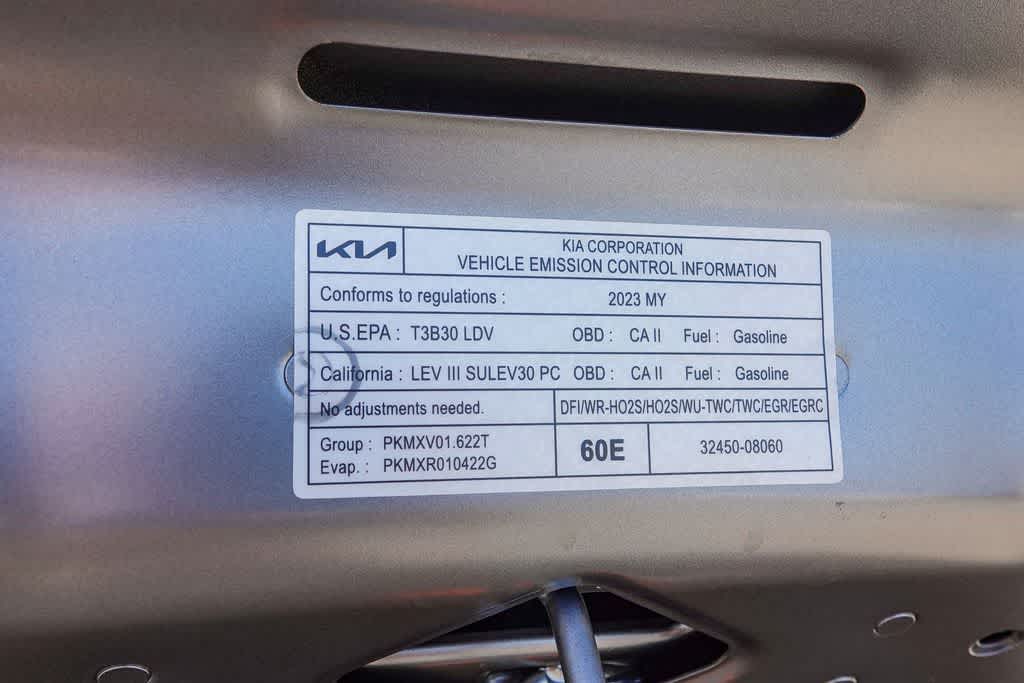 KIA
KIA CORPORATION
VEHICLE EMISSION CONTROL INFORMATION
Conforms to regulations : 2023 MY
U.S.EPA : T3B30 LDV OBD : CA II Fuel : Gasoline
California : LEV III SULEV30 PC OBD : CA II Fuel : Gasoline
No adjustments needed. DFI/WR-HO2S/HO2S/WU-TWC/TWC/EGR/EGRC
Group : PKMXV01.622T
Evap. : PKMXR010422G
60E
32450-08060